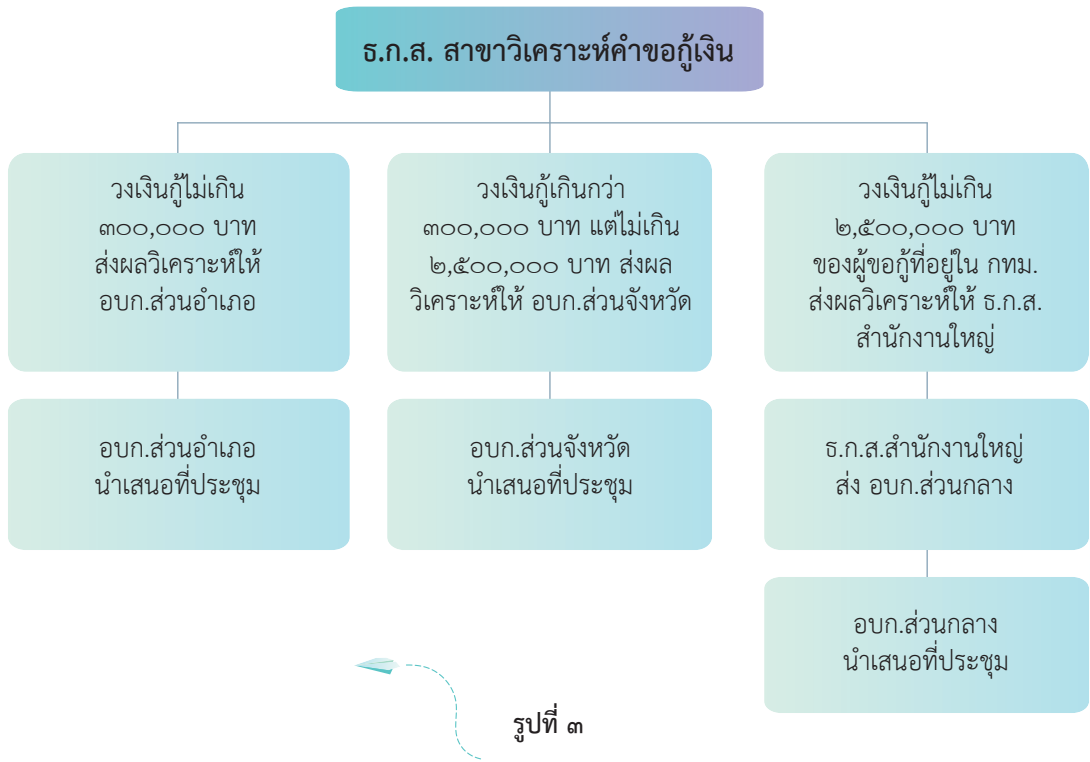 ธ.ก.ส. สาขาวิเคราะห์คำขอกู้เงิน
วงเงินกู้ไม่เกิน
๓๐๐,๐๐๐ บาท
ส่งผลวิเคราะห์ให้
อบก.ส่วนอำเภอ
วงเงินกู้เกินกว่า
๓๐๐,๐๐๐ บาท แต่ไม่เกิน
๒,๕๐๐,๐๐๐ บาท ส่งผล
วิเคราะห์ให้ อบก.ส่วนจังหวัด
วงเงินกู้ไม่เกิน
๒,๕๐๐,๐๐๐ บาท
ของผู้ขอกู้ที่อยู่ใน กทม.
ส่งผลวิเคราะห์ให้ ธ.ก.ส.
สำนักงานใหญ่
อบก.ส่วนอำเภอ
นำเสนอที่ประชุม
อบก.ส่วนจังหวัด
นำเสนอที่ประชุม
ธ.ก.ส.สำนักงานใหญ่
ส่ง อบก.ส่วนกลาง
อบก.ส่วนกลาง
นำเสนอที่ประชุม
รูปที่ ๓